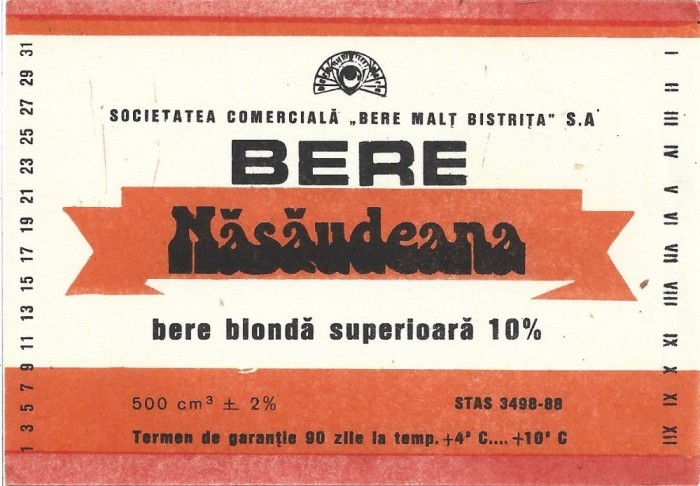 SOCIETATEA COMERCIALĂ „BERE MALȚ BISTRIȚA” S.A
BERE
Năsăudeana
bere blondă superioară 10%
500 cm³ ± 2%
STAS 3498-88
Termen de garanție 90 zile la temp. +4° C.... +10° C
1 3 5 7 9 11 13 15 17 19 21 23 25 27 29 31
I II III IV V VI VII VIII IX X XI XII